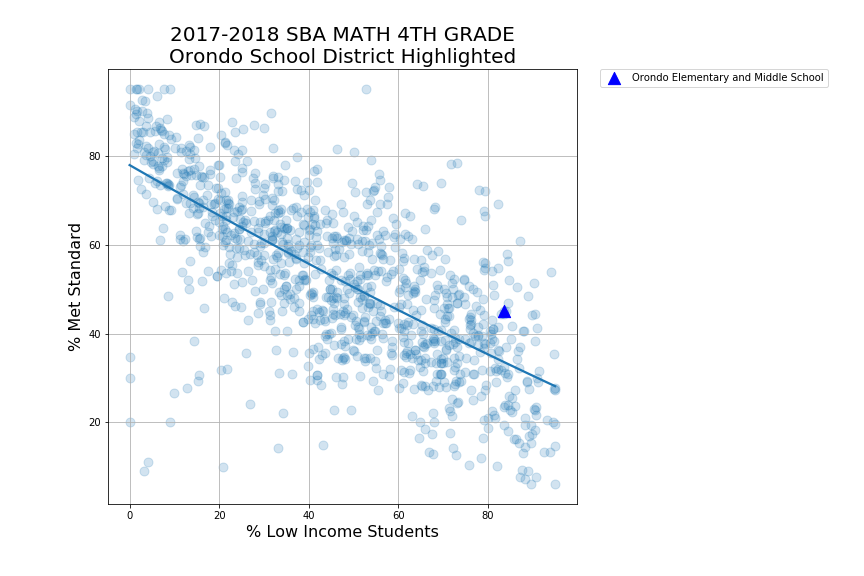 2017-2018 SBA MATH 4TH GRADE
Orondo School District Highlighted
Orondo Elementary and Middle School
% Met Standard
80
60
40
20
0 20 40 60 80
% Low Income Students